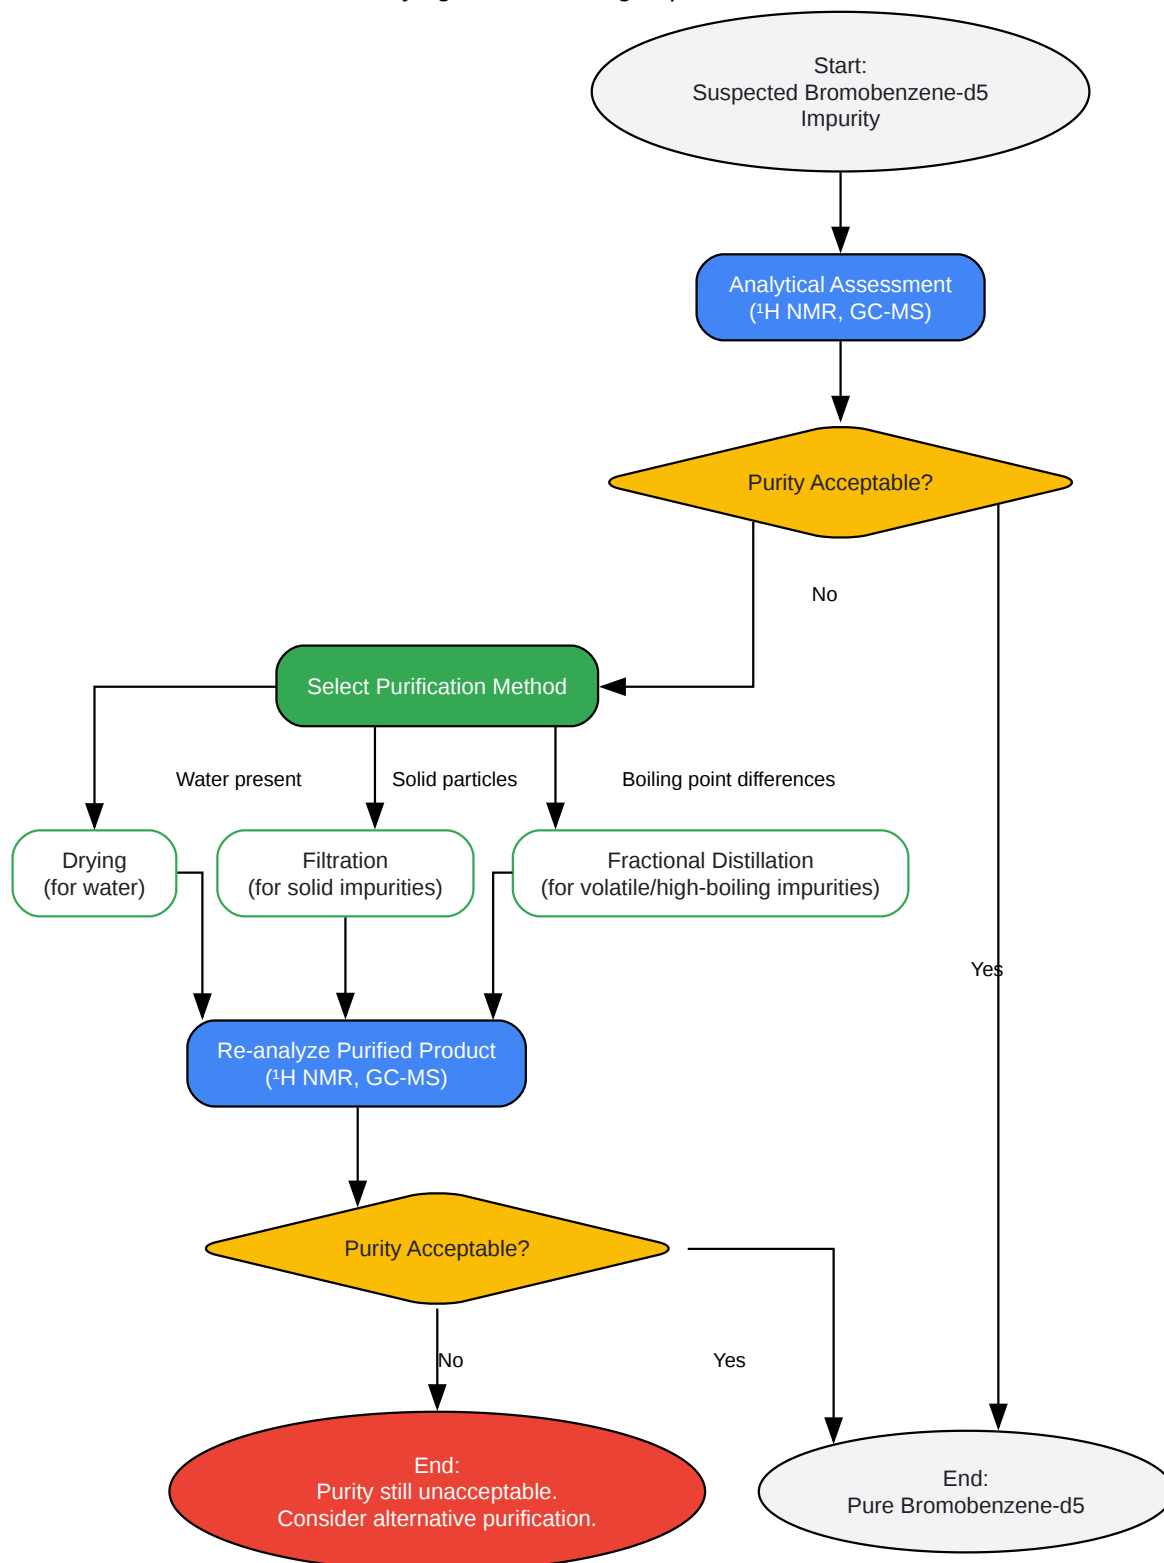 Start:
Suspected Bromobenzene-d5
Impurity
Analytical Assessment
(¹H NMR, GC-MS)
Purity Acceptable?
No
Select Purification Method
Water present
Solid particles
Boiling point differences
Drying
(for water)
Filtration
(for solid impurities)
Fractional Distillation
(for volatile/high-boiling impurities)
Yes
Re-analyze Purified Product
(¹H NMR, GC-MS)
Purity Acceptable?
No
Yes
End:
Purity still unacceptable.
Consider alternative purification.
End:
Pure Bromobenzene-d5